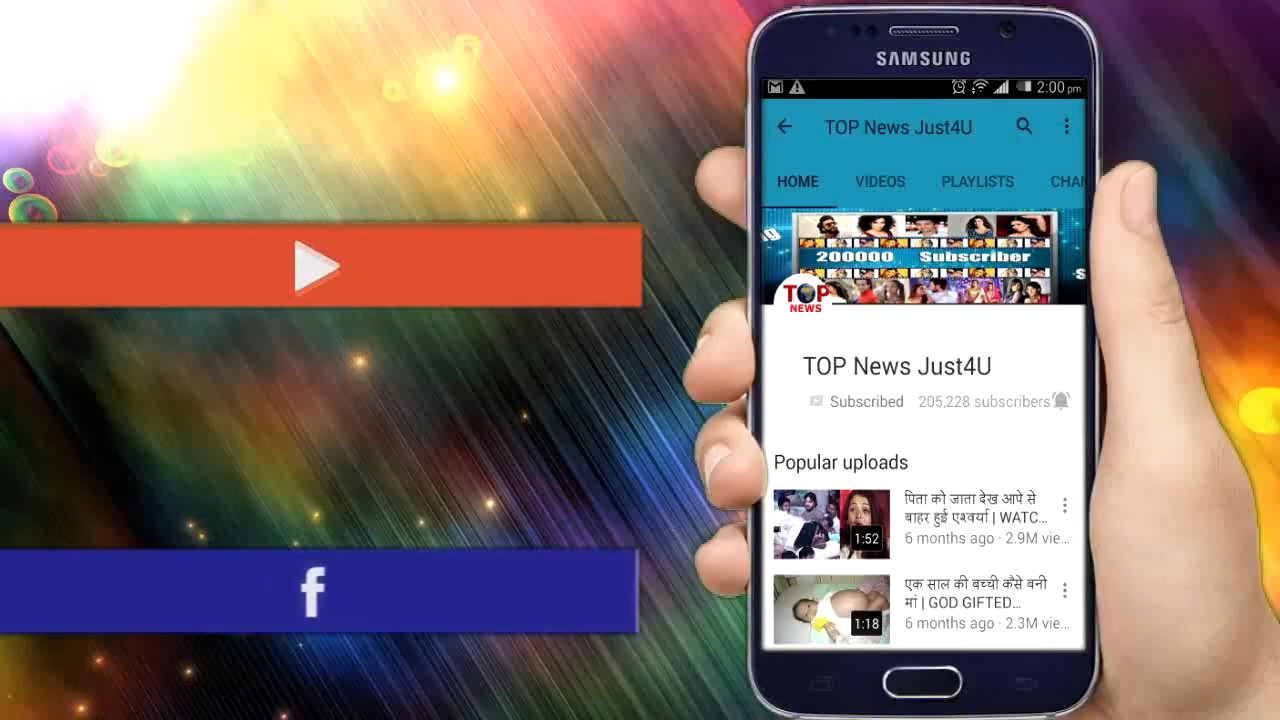 SAMSUNG
2:00 pm
TOP News Just4U
HOME VIDEOS PLAYLISTS CHAN
200000 Subscriber
TOP
NEWS
TOP News Just4U
Subscribed 205,228 subscribers
Popular uploads
पिता को जाता देख आपे से
बाहर हुई एश्वर्या | WATC...
6 months ago · 2.9M vie...
1:52
एक साल की बच्ची कैसे बनी
मां | GOD GIFTED...
6 months ago · 2.3M vie...
1:18
f